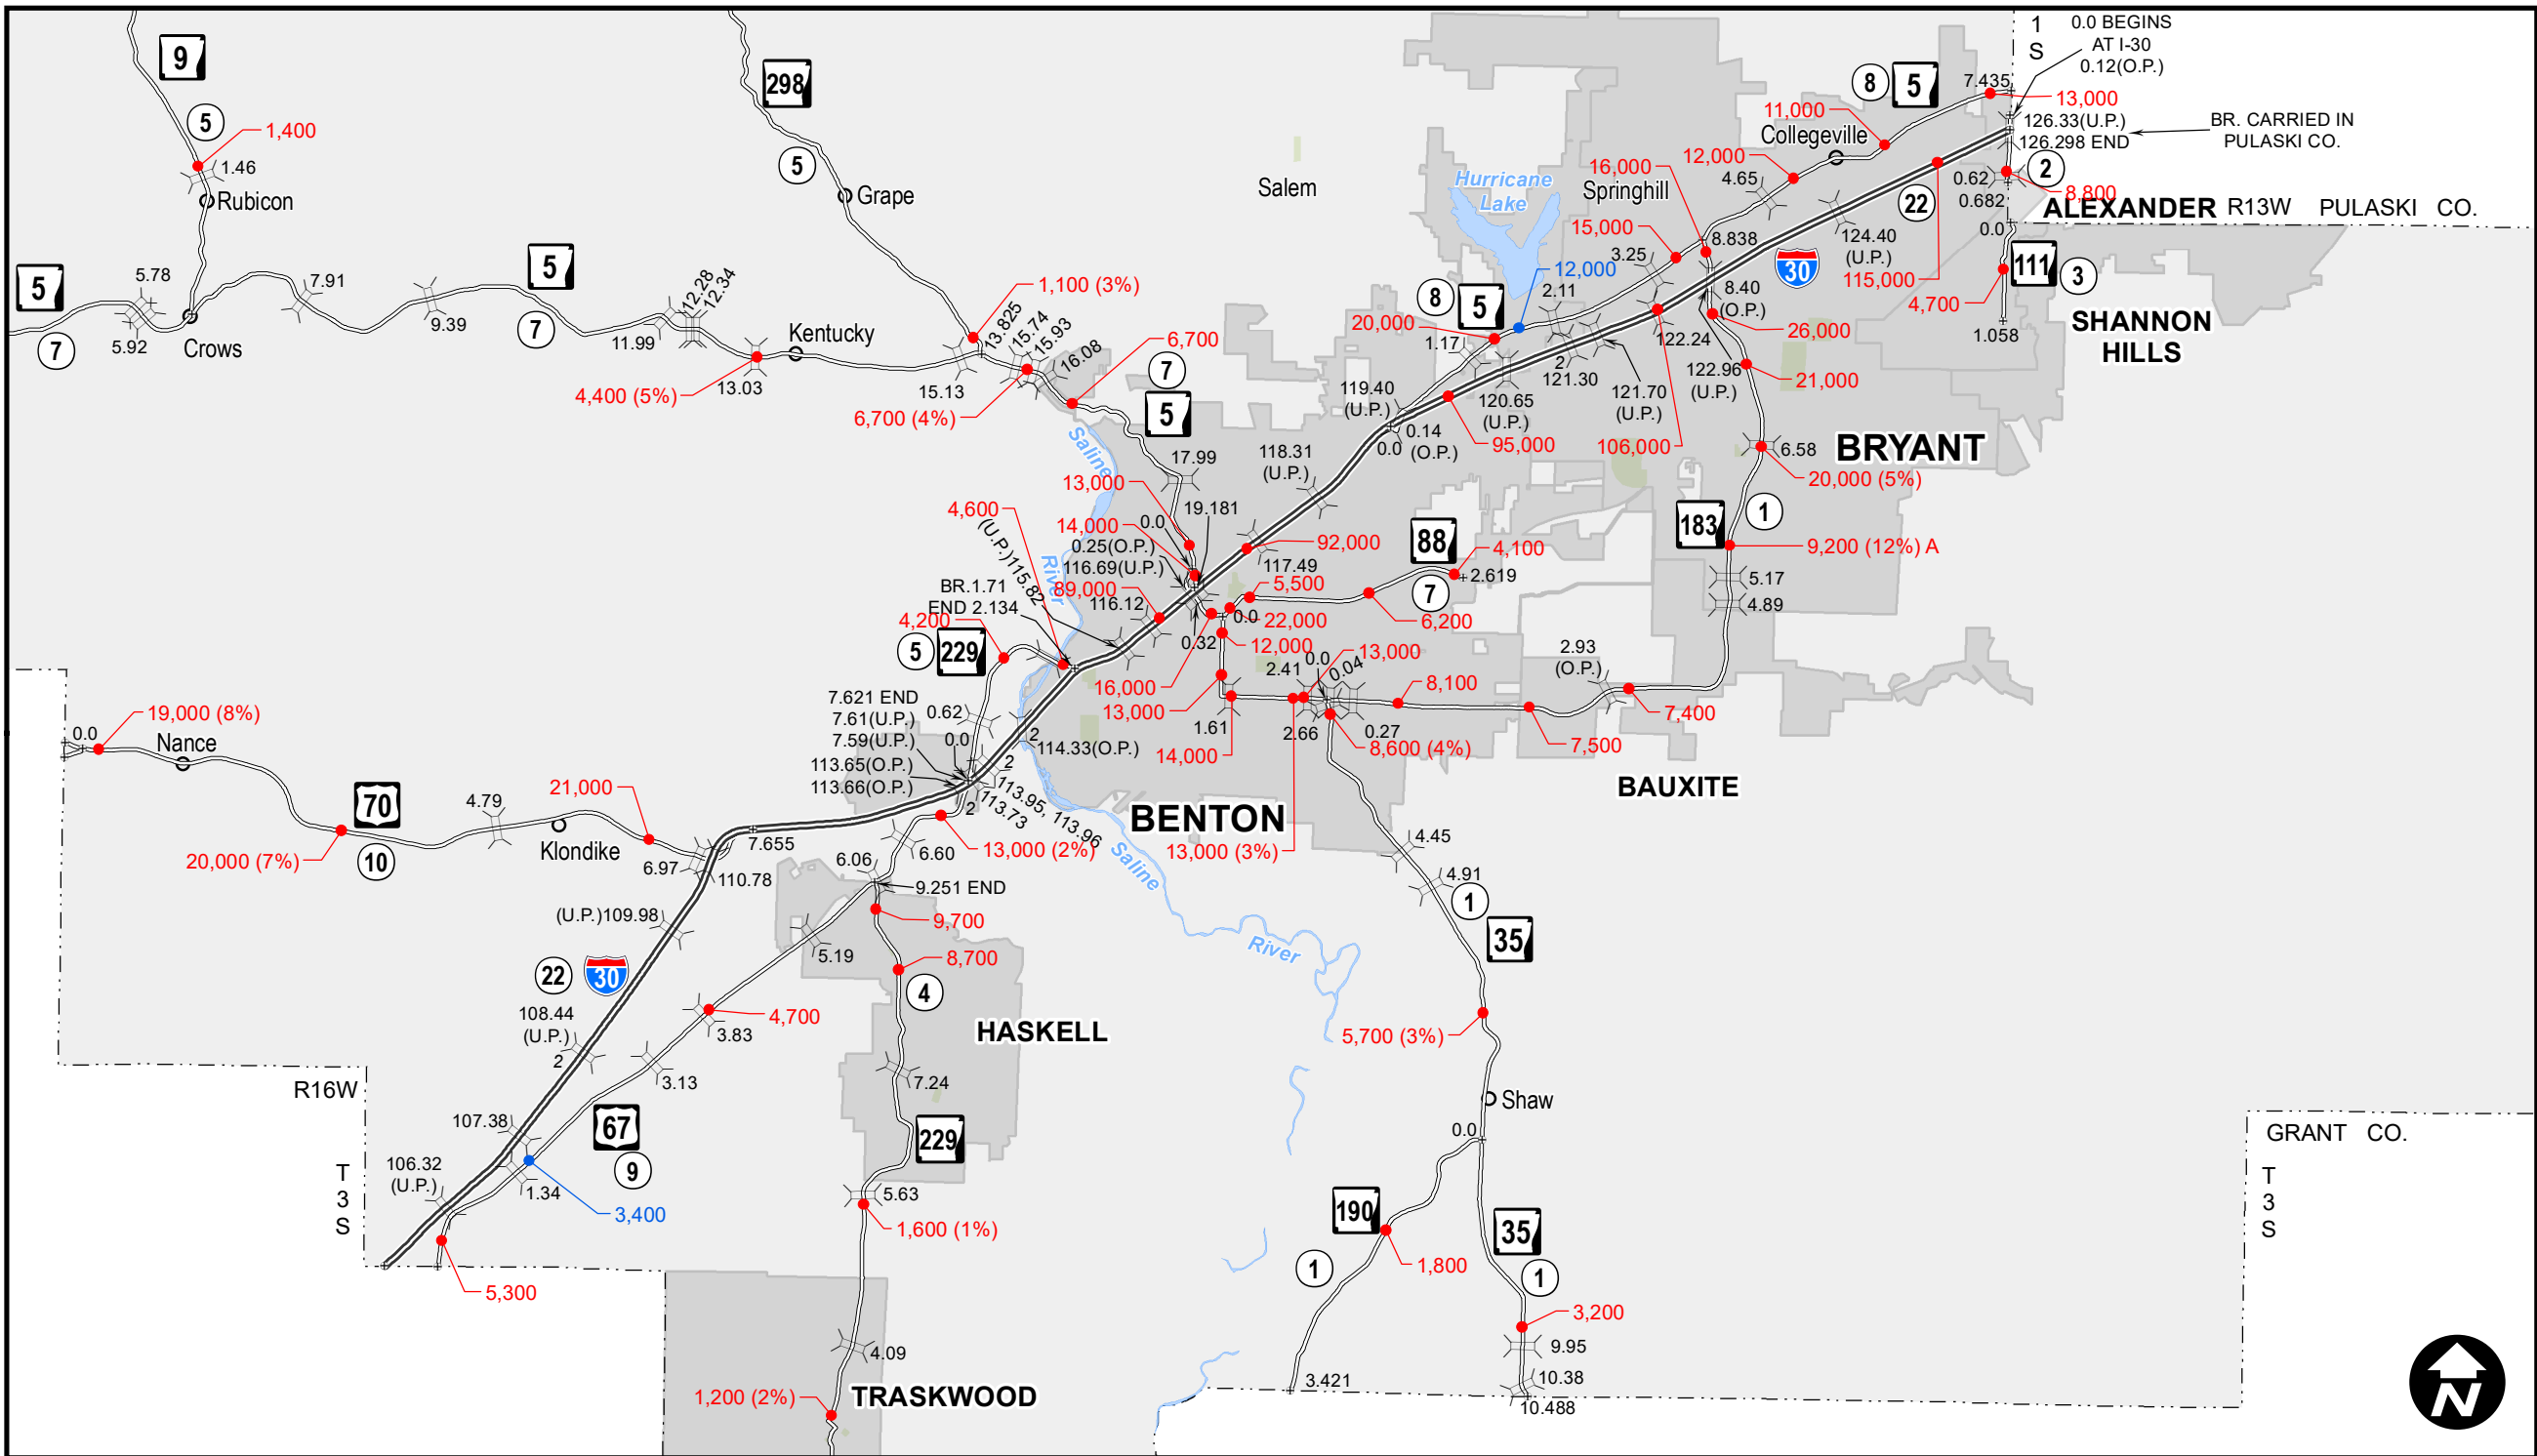 9
298
5
1,400
1.46
Rubicon
5
Grape
Salem
Hurricane
Lake
Springhill
Collegeville
8
5
7.435
13,000
11,000
12,000
16,000
4.65
15,000
3.25
8.838
1
S
0.0 BEGINS
AT I-30
0.12(O.P.)
126.33(U.P.)
126.298 END
BR. CARRIED IN
PULASKI CO.
2
0.62
8,800
0.682
22
ALEXANDER
R13W
PULASKI CO.
0.0
124.40
(U.P.)
30
115,000
111
3
4,700
1.058
SHANNON
HILLS
5
7
5.78
5.92
Crows
7.91
9.39
5
7
11.99
12.28
12.34
Kentucky
4,400 (5%)
13.03
1,100 (3%)
13.825
15.74
15.93
16.08
15.13
6,700 (4%)
6,700
7
5
17.99
Saline
River
8
5
20,000
12,000
1.17
2.11
2
121.30
121.70
(U.P.)
122.24
8.40
(O.P.)
26,000
122.96
(U.P.)
21,000
119.40
(U.P.)
0.14
(O.P.)
0.0
120.65
(U.P.)
95,000
106,000
118.31
(U.P.)
BRYANT
6.58
20,000 (5%)
183
1
9,200 (12%) A
5.17
4.89
13,000
14,000
0.0
19.181
0.25(O.P.)
116.69(U.P.)
4,600
(U.P.)115.82
BR.1.71
END 2.134
89,000
116.12
92,000
117.49
88
4,100
2.619
7
5,500
6,200
0.0
22,000
0.32
12,000
16,000
13,000
4,200
5
229
2.41
0.0
0.04
13,000
8,100
2.93
(O.P.)
7,400
7,500
1.61
14,000
2.66
0.27
8,600 (4%)
13,000 (3%)
BAUXITE
BENTON
7.621 END
7.61(U.P.)
7.59(U.P.)
0.62
0.0
113.65(O.P.)
113.66(O.P.)
2
114.33(O.P.)
2
113.95, 113.96
113.73
2
13,000 (2%)
6.60
6.06
9.251 END
0.0
19,000 (8%)
Nance
70
20,000 (7%)
10
4.79
Klondike
21,000
6.97
7.655
110.78
(U.P.)109.98
22
30
108.44
(U.P.)
2
9,700
8,700
4
5.19
4,700
3.83
3.13
HASKELL
7.24
Saline
River
4.45
4.91
1
35
5,700 (3%)
Shaw
0.0
R16W
107.38
67
9
106.32
(U.P.)
1.34
3,400
5,300
T
3
S
229
5.63
1,600 (1%)
4.09
1,200 (2%)
TRASKWOOD
190
1
1,800
3.421
35
1
3,200
9.95
10.38
10.488
GRANT CO.
T
3
S
N